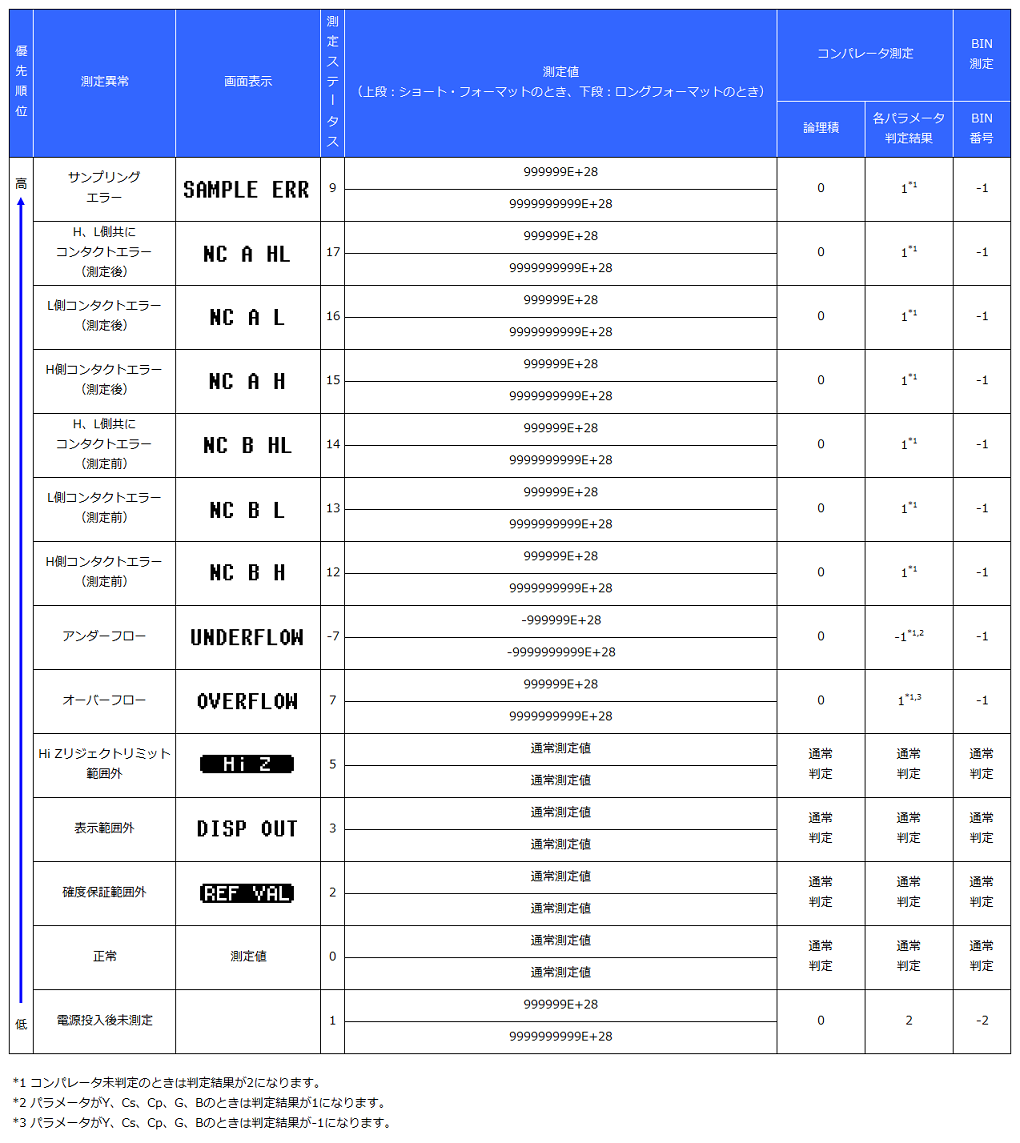 優先順位
測定異常
画面表示
測定ステータス
測定値
（上段：ショート・フォーマットのとき、下段：ロングフォーマットのとき）
コンパレータ測定
BIN
測定
論理積
各パラメータ
判定結果
BIN
番号
高
サンプリング
エラー
SAMPLE ERR
9
999999E+28
9999999999E+28
0
1*1
-1
H、L側共に
コンタクトエラー
（測定後）
NC A HL
17
999999E+28
9999999999E+28
0
1*1
-1
L側コンタクトエラー
（測定後）
NC A L
16
999999E+28
9999999999E+28
0
1*1
-1
H側コンタクトエラー
（測定後）
NC A H
15
999999E+28
9999999999E+28
0
1*1
-1
H、L側共に
コンタクトエラー
（測定前）
NC B HL
14
999999E+28
9999999999E+28
0
1*1
-1
L側コンタクトエラー
（測定前）
NC B L
13
999999E+28
9999999999E+28
0
1*1
-1
H側コンタクトエラー
（測定前）
NC B H
12
999999E+28
9999999999E+28
0
1*1
-1
アンダーフロー
UNDERFLOW
-7
-999999E+28
-9999999999E+28
0
-1*1,2
-1
オーバーフロー
OVERFLOW
7
999999E+28
9999999999E+28
0
1*1,3
-1
Hi Zリジェクトリミット
範囲外
Hi Z
5
通常測定値
通常測定値
通常
判定
通常
判定
通常
判定
表示範囲外
DISP OUT
3
通常測定値
通常測定値
通常
判定
通常
判定
通常
判定
確度保証範囲外
REF VAL
2
通常測定値
通常測定値
通常
判定
通常
判定
通常
判定
正常
測定値
0
通常測定値
通常測定値
通常
判定
通常
判定
通常
判定
低
電源投入後未測定
1
999999E+28
9999999999E+28
0
2
-2
*1 コンパレータ未判定のときは判定結果が2になります。
*2 パラメータがY、Cs、Cp、G、Bのときは判定結果が1になります。
*3 パラメータがY、Cs、Cp、G、Bのときは判定結果が-1になります。